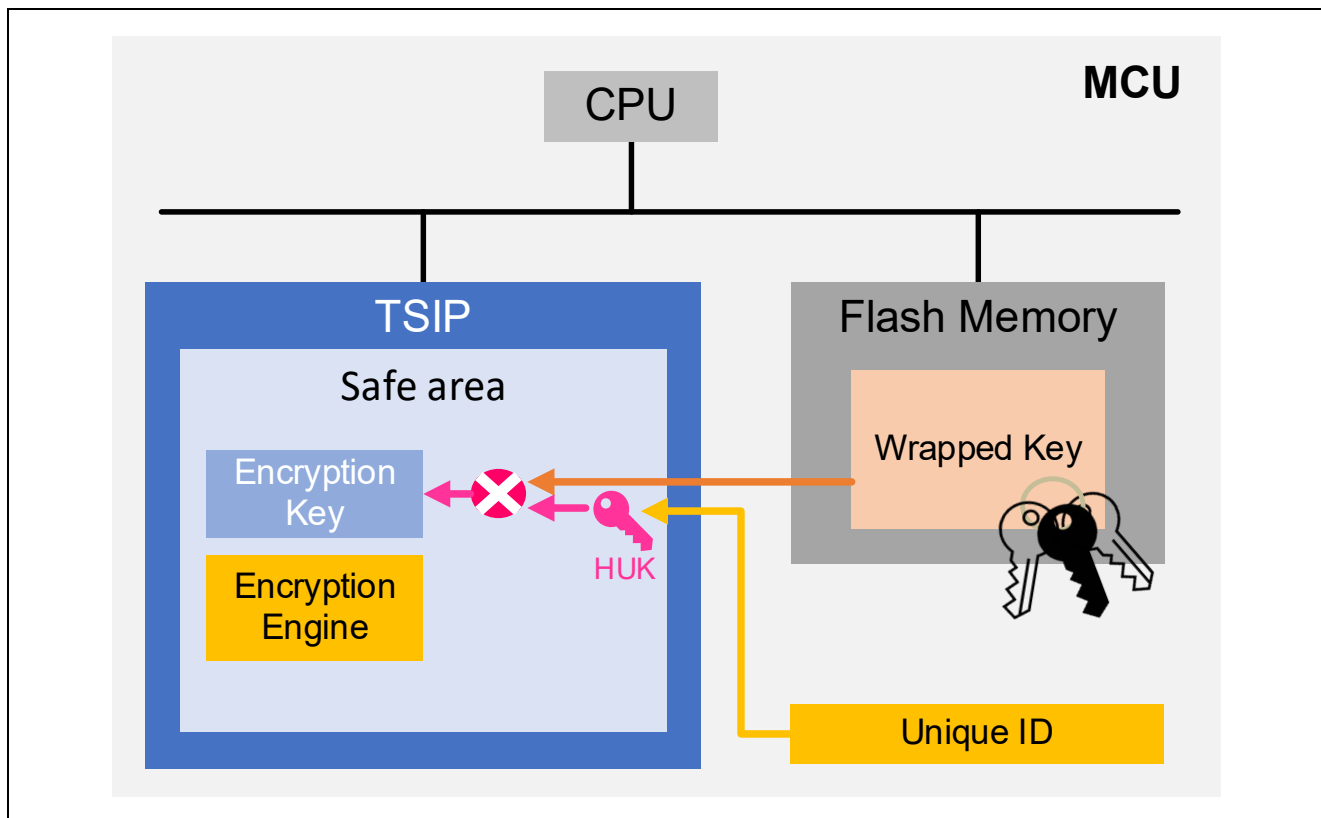 MCU
CPU
TSIP
Flash Memory
Safe area
Wrapped Key
Encryption
Key
HUK
Encryption
Engine
Unique ID